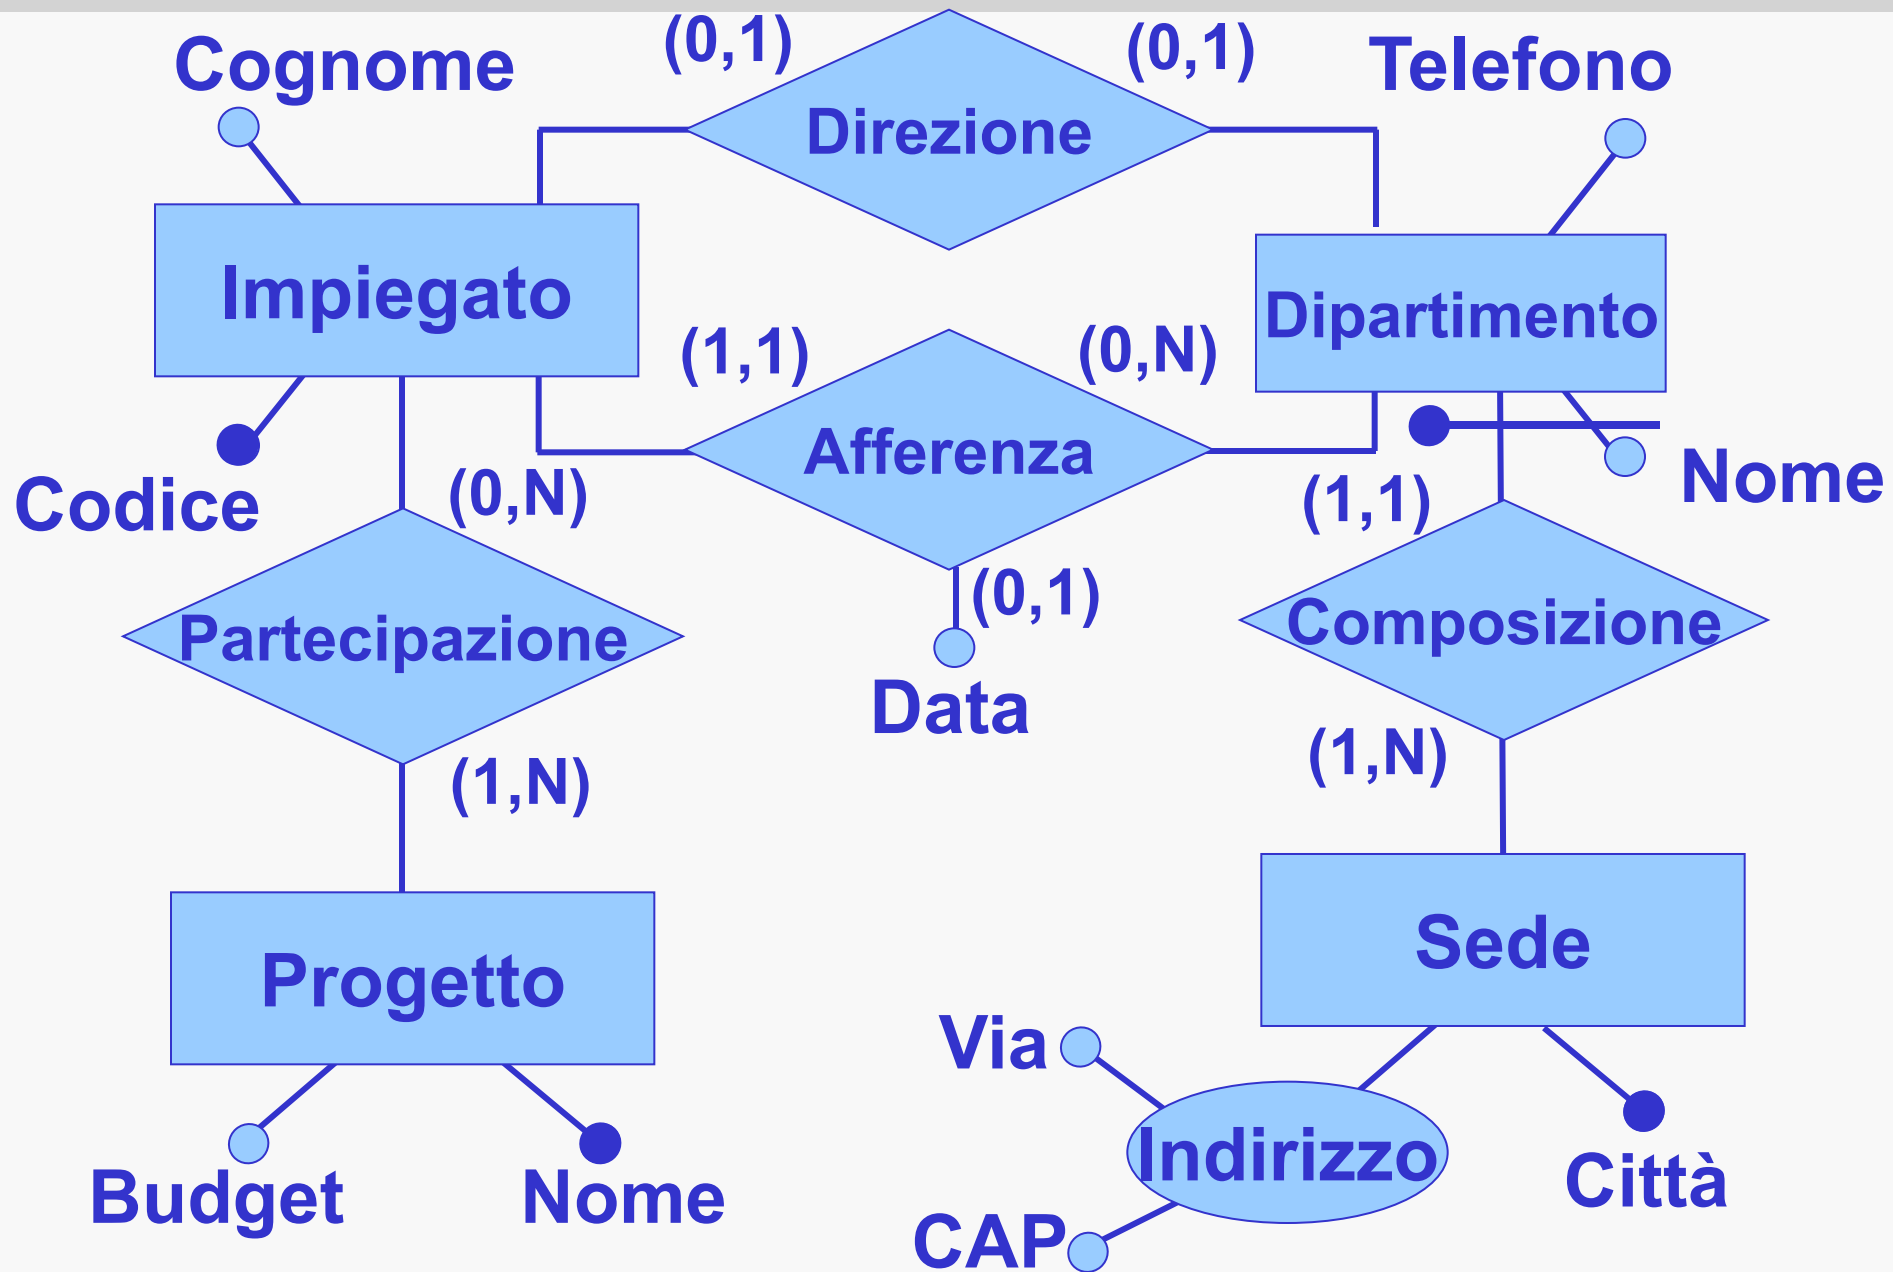 (0,1)
(0,1)
Cognome
Telefono
Direzione
Impiegato
Dipartimento
(1,1)
(0,N)
Afferenza
Codice
(0,N)
(1,1)
Nome
(0,1)
Partecipazione
Composizione
Data
(1,N)
(1,N)
Progetto
Sede
Via
Indirizzo
Città
Budget
Nome
CAP